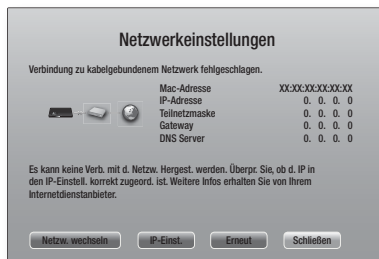 Netzwerkeinstellungen
Verbindung zu kabelgebundenem Netzwerk fehlgeschlagen.
Mac-Adresse XX:XX:XX:XX:XX:XX
IP-Adresse 0. 0. 0. 0
Teilnetzmaske 0. 0. 0. 0
Gateway 0. 0. 0. 0
DNS Server 0. 0. 0. 0
Es kann keine Verb. mit d. Netzw. Hergest. werden. Überpr. Sie, ob d. IP in
den IP-Einstell. korrekt zugeord. ist. Weitere Infos erhalten Sie von Ihrem
Internetdienstanbieter.
Netzw. wechseln IP-Einst. Erneut Schließen